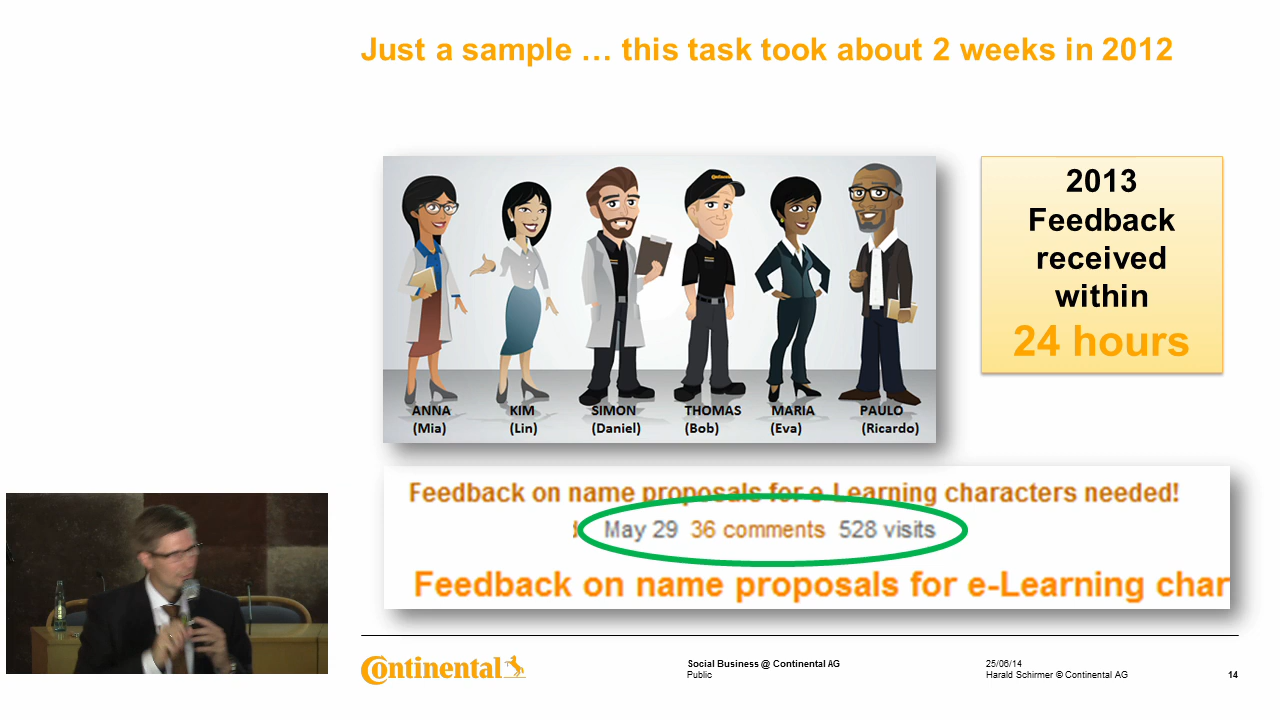 Just a sample … this task took about 2 weeks in 2012
2013
Feedback
received
within
24 hours
Continental
ANNA KIM SIMON THOMAS MARIA PAULO
(Mia) (Lin) (Daniel) (Bob) (Eva) (Ricardo)
Feedback on name proposals for e-Learning characters needed!
May 29 36 comments 528 visits
Feedback on name proposals for e-Learning char
Continental
Social Business @ Continental AG
Public
25/06/14
Harald Schirmer © Continental AG
14